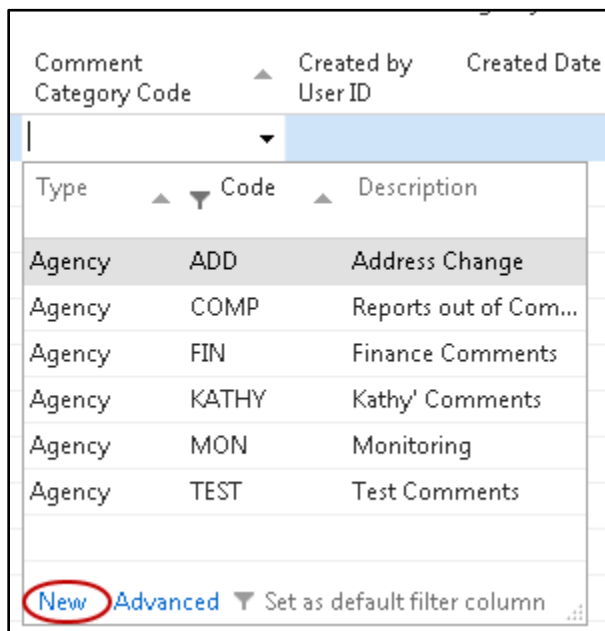 Comment Category Code Created by User ID Created Date
Type Code Description
Agency ADD Address Change
Agency COMP Reports out of Com...
Agency FIN Finance Comments
Agency KATHY Kathy' Comments
Agency MON Monitoring
Agency TEST Test Comments
New Advanced Set as default filter column